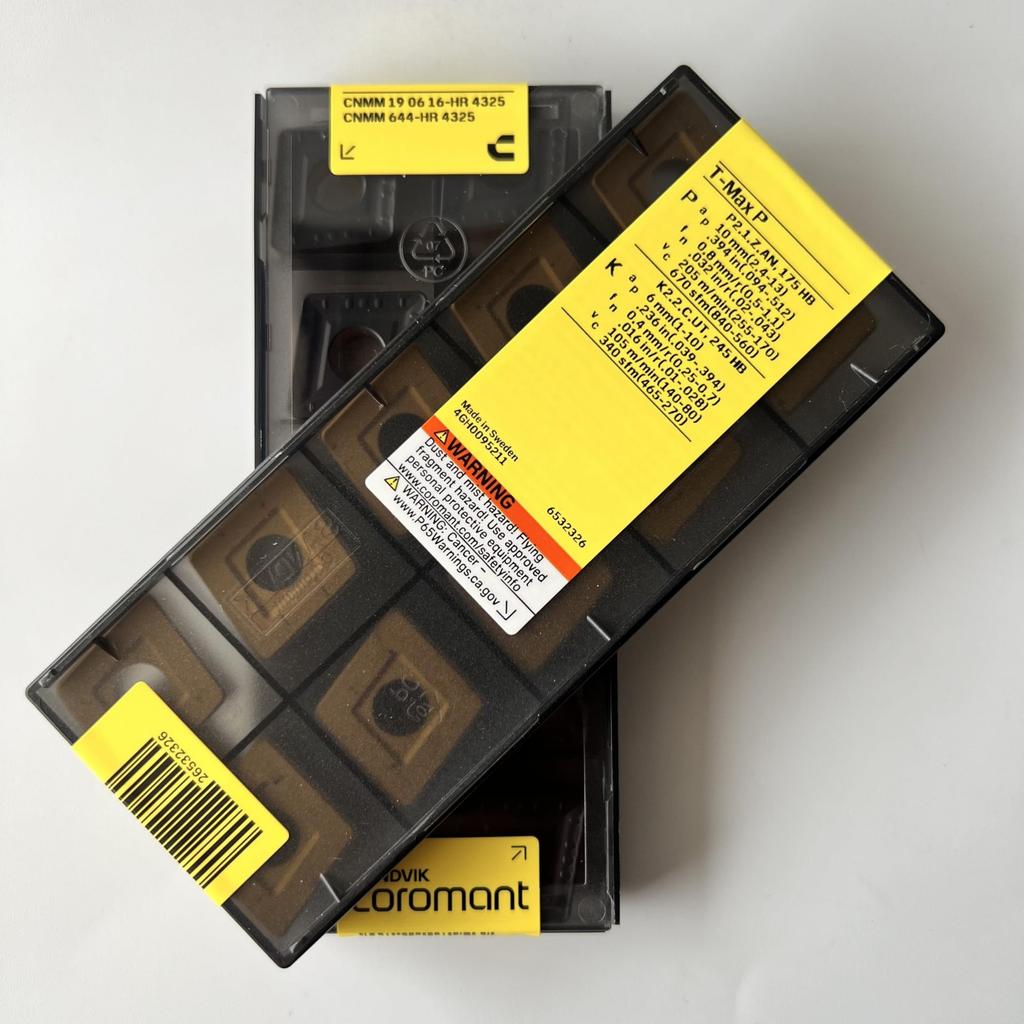 CNMM 19 06 16-HR 4325
CNMM 644-HR 4325
07
PC
T-Max P
P P2.1.Z.AN, 175 HB
ap 10 mm(2.4-13)
.394 in(.094-.512)
fn 0.8 mm/r(0.5-1.1)
.032 in/r(.02-.043)
vc 205 m/min(255-170)
670 sfm(840-560)
K K2.2.C.UT, 245 HB
ap 6 mm(1-10)
.236 in(.039-.394)
fn 0.4 mm/r(0.25-0.7)
.016 in/r(.01-.028)
vc 105 m/min(140-80)
340 sfm(465-270)
Made in Sweden
4GH0095211
6532326
WARNING
Dust and mist hazard! Flying
fragment hazard! Use approved
personal protective equipment
www.coromant.com/safetyinfo
WARNING: Cancer –
www.P65Warnings.ca.gov
26532326
NDVIK
coromant